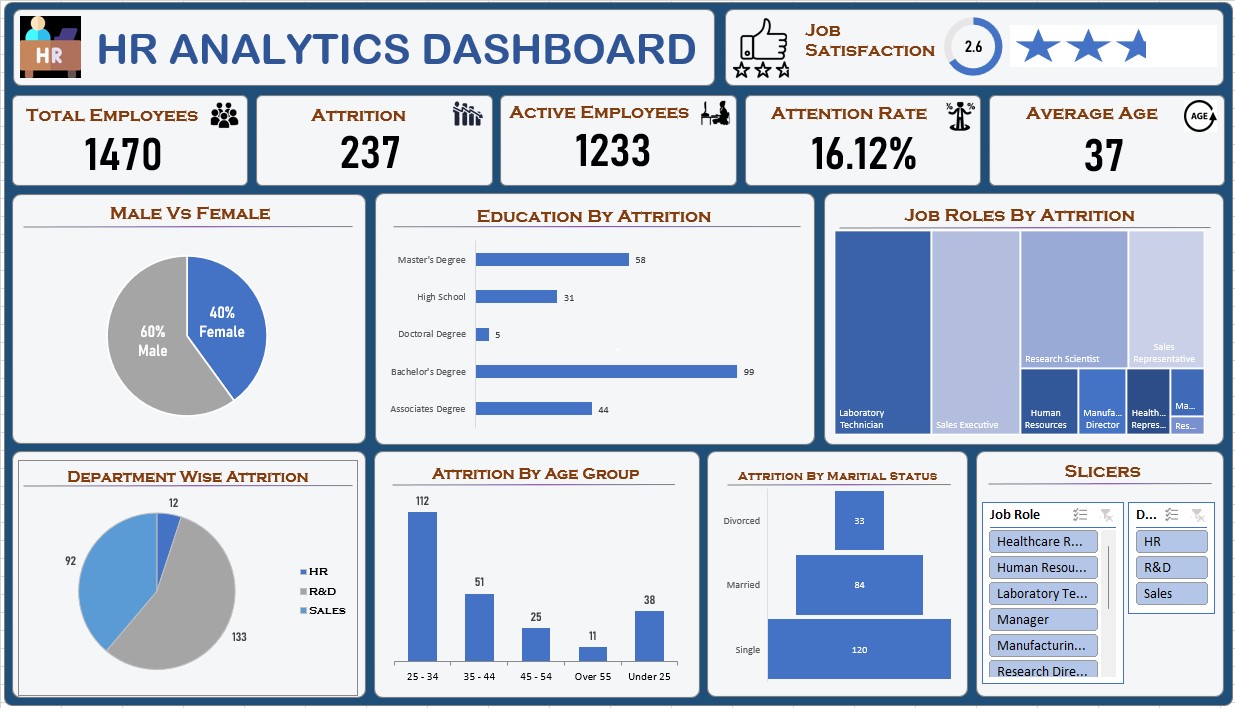 HR
HR ANALYTICS DASHBOARD
JOB
SATISFACTION
2.6
TOTAL EMPLOYEES
1470
ATTRITION
237
ACTIVE EMPLOYEES
1233
ATTENTION RATE
% %
16.12%
AVERAGE AGE
AGE
37
MALE VS FEMALE
40%
Female
60%
Male
EDUCATION BY ATTRITION
Master's Degree 58
High School 31
Doctoral Degree 5
Bachelor's Degree 99
Associates Degree 44
JOB ROLES BY ATTRITION
Laboratory
Technician
Sales Executive
Research Scientist
Sales
Representative
Human
Resources
Manufa...
Director
Health...
Repres...
Ma...
Res...
DEPARTMENT WISE ATTRITION
12
92
133
HR
R&D
SALES
ATTRITION BY AGE GROUP
112
51
25
11
38
25 - 34
35 - 44
45 - 54
Over 55
Under 25
ATTRITION BY MARITIAL STATUS
Divorced 33
Married 84
Single 120
SLICERS
Job Role
Healthcare R...
Human Resou...
Laboratory Te...
Manager
Manufacturin...
Research Dire...
D...
HR
R&D
Sales